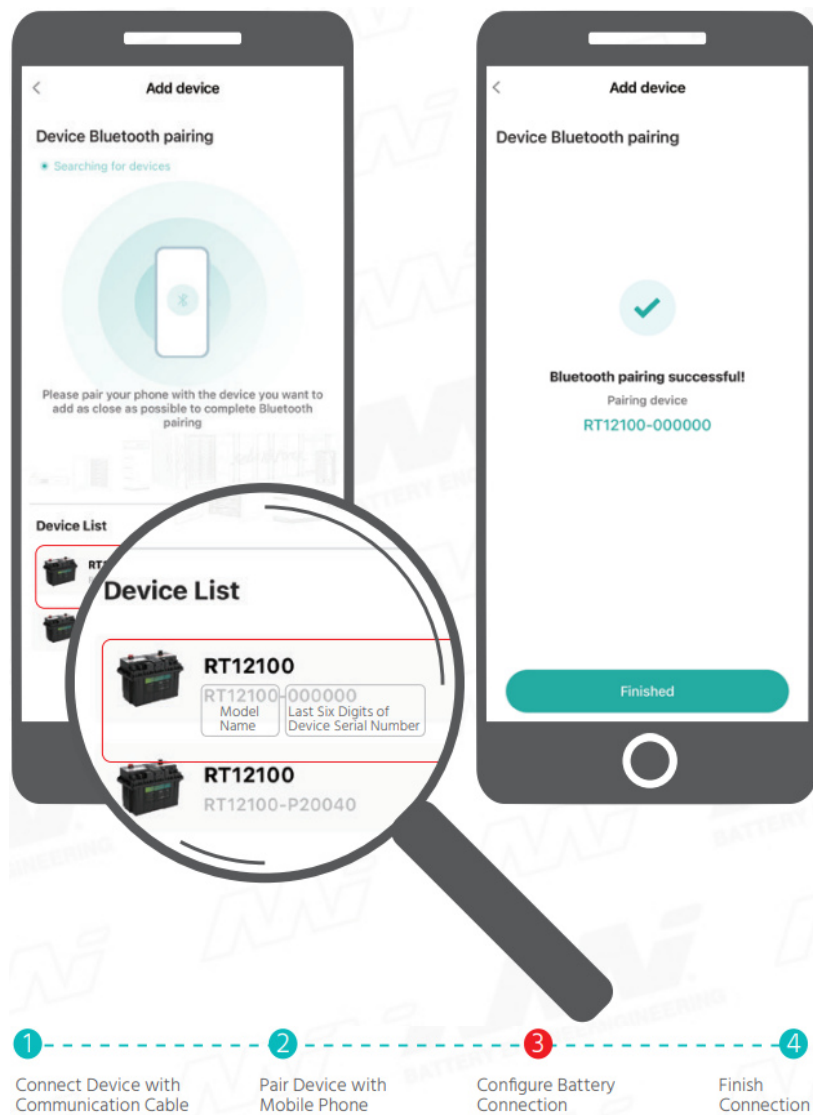 Add device
Device Bluetooth pairing
Searching for devices
Please pair your phone with the device you want to
add as close as possible to complete Bluetooth
pairing
Device List
Device List
RT12100
RT12100-000000
Model
Name
Last Six Digits of
Device Serial Number
RT12100
RT12100-P20040
Add device
Device Bluetooth pairing
Bluetooth pairing successful!
Pairing device
RT12100-000000
Finished
1
Connect Device with
Communication Cable
2
Pair Device with
Mobile Phone
3
Configure Battery
Connection
4
Finish
Connection